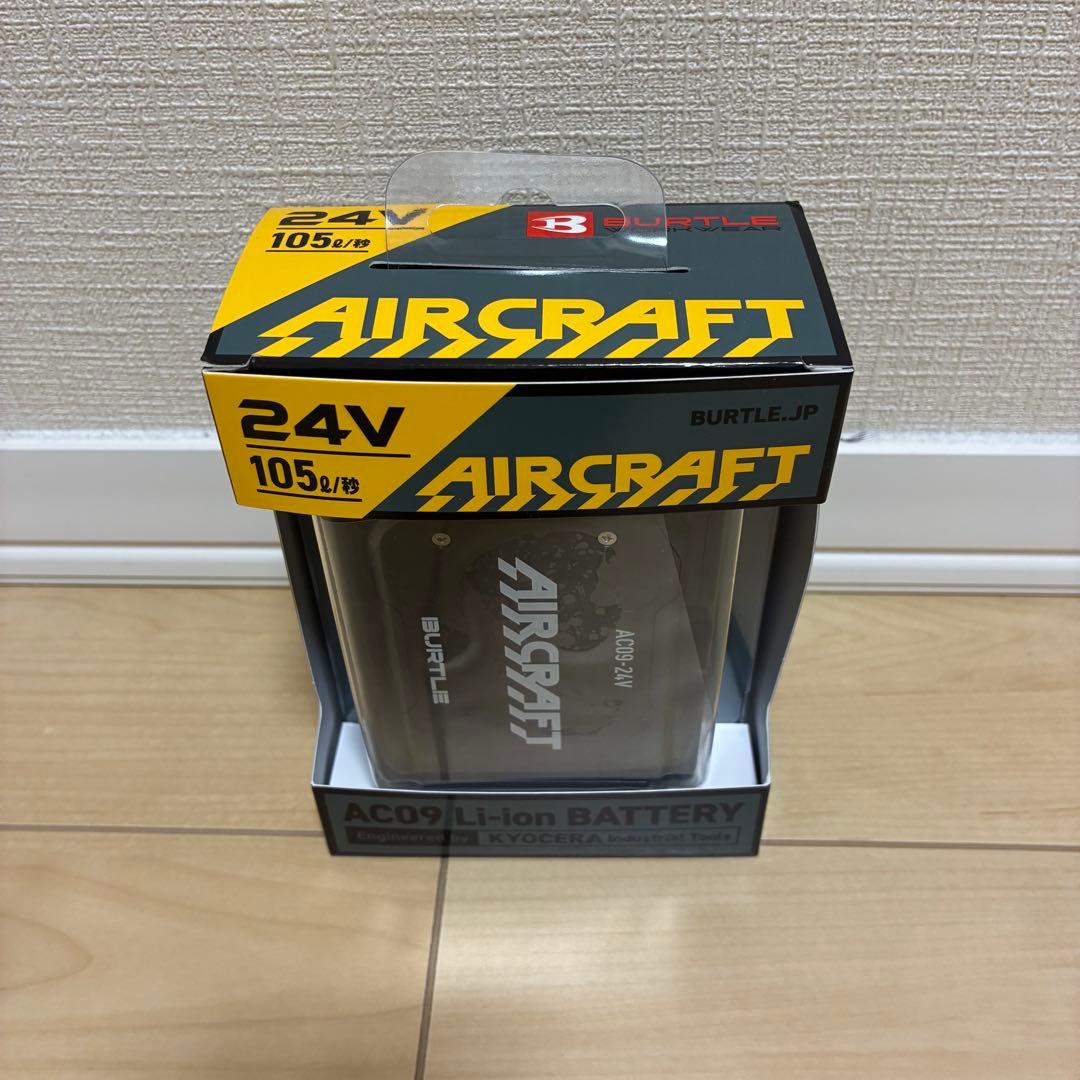 24V
105ℓ/秒
BURTLE
WORKWEAR
AIRCRAFT
24V
105ℓ/秒
BURTLE.JP
AIRCRAFT
AIRCRAFT
BURTLE
AC09-24V
AC09 Li-ion BATTERY
Engineered by KYOCERA Industrial Tools